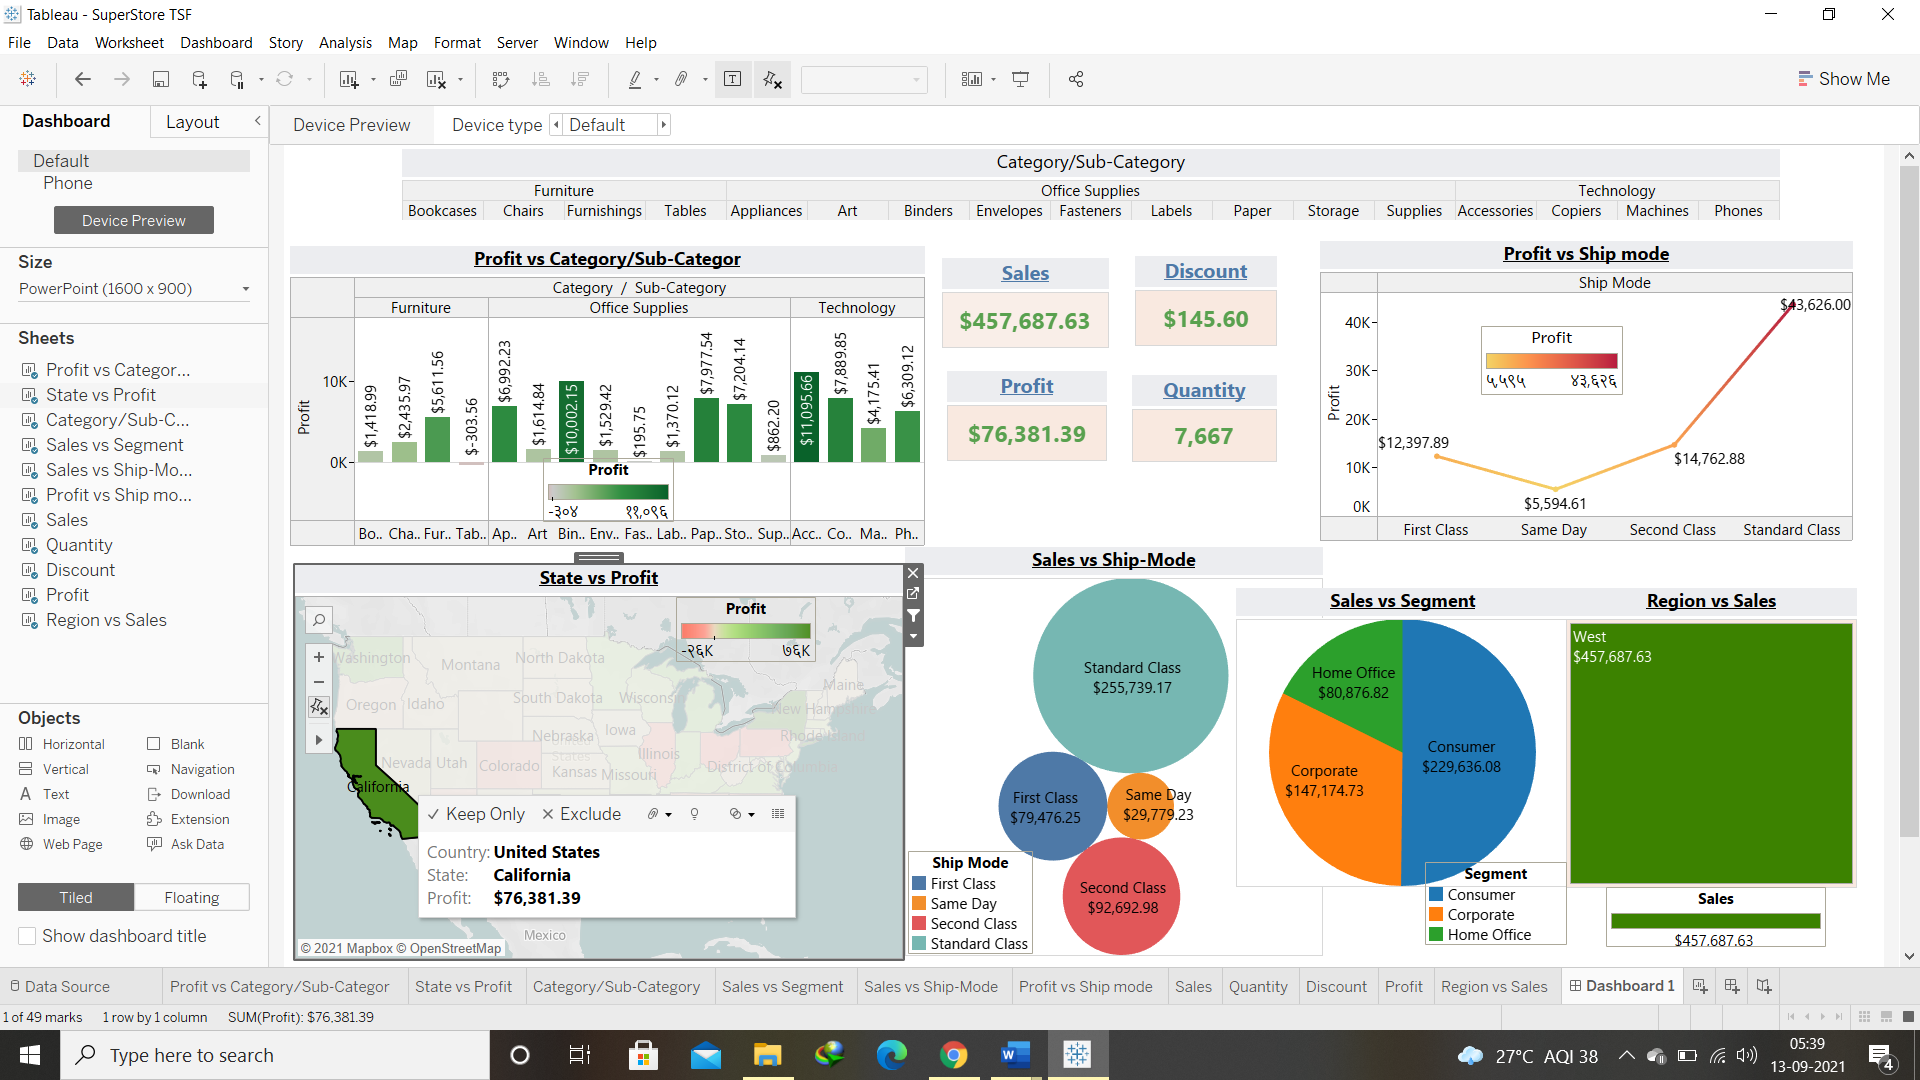 Tableau - SuperStore TSF
File Data Worksheet Dashboard Story Analysis Map Format Server Window Help
Show Me
Dashboard Layout
Device Preview Device type Default
Default
Phone
Device Preview
Size
PowerPoint (1600 x 900)
Sheets
Profit vs Categor...
State vs Profit
Category/Sub-C...
Sales vs Segment
Sales vs Ship-Mo...
Profit vs Ship mo...
Sales
Quantity
Discount
Profit
Region vs Sales
Objects
Horizontal Blank
Vertical Navigation
Text Download
Image Extension
Web Page Ask Data
Tiled Floating
Show dashboard title
Category/Sub-Category
Furniture Office Supplies Technology
Bookcases Chairs Furnishings Tables Appliances Art Binders Envelopes Fasteners Labels Paper Storage Supplies Accessories Copiers Machines Phones
Profit vs Category/Sub-Categor
Category / Sub-Category
Furniture Office Supplies Technology
Profit
10K
0K
$1,418.99 $2,435.97 $5,611.56 $-303.56 $6,992.23 $1,614.84 $10,002.15 $1,529.42 $195.75 $1,370.12 $7,977.54 $7,204.14 $862.20 $11,095.66 $7,889.85 $4,175.41 $6,309.12
Profit
-३०४ ११,०९६
Bo.. Cha.. Fur.. Tab.. Ap.. Art Bin.. Env.. Fas.. Lab.. Pap.. Sto.. Sup.. Acc.. Co.. Ma.. Ph..
Sales
$457,687.63
Discount
$145.60
Profit
$76,381.39
Quantity
7,667
Profit vs Ship mode
Ship Mode
Profit
40K
30K
20K
10K
0K
$43,626.00
Profit
५,५९५ ४३,६२६
$12,397.89
$14,762.88
$5,594.61
First Class Same Day Second Class Standard Class
State vs Profit
Profit
-२६K ७६K
Washington Montana North Dakota
Oregon Idaho South Dakota Wisconsin
Maine
New Hampshire
Nebraska Iowa Rhode Island
United States
Nevada Utah Colorado Kansas Missouri Illinois District of Columbia
California
Keep Only Exclude
Country: United States
State: California
Profit: $76,381.39
Mexico
© 2021 Mapbox © OpenStreetMap
Sales vs Ship-Mode
Standard Class
$255,739.17
First Class
$79,476.25
Same Day
$29,779.23
Second Class
$92,692.98
Ship Mode
First Class
Same Day
Second Class
Standard Class
Sales vs Segment
Home Office
$80,876.82
Consumer
$229,636.08
Corporate
$147,174.73
Segment
Consumer
Corporate
Home Office
Region vs Sales
West
$457,687.63
Sales
$457,687.63
Data Source Profit vs Category/Sub-Categor State vs Profit Category/Sub-Category Sales vs Segment Sales vs Ship-Mode Profit vs Ship mode Sales Quantity Discount Profit Region vs Sales Dashboard 1
1 of 49 marks 1 row by 1 column SUM(Profit): $76,381.39
Type here to search
27°C AQI 38
05:39
13-09-2021
4